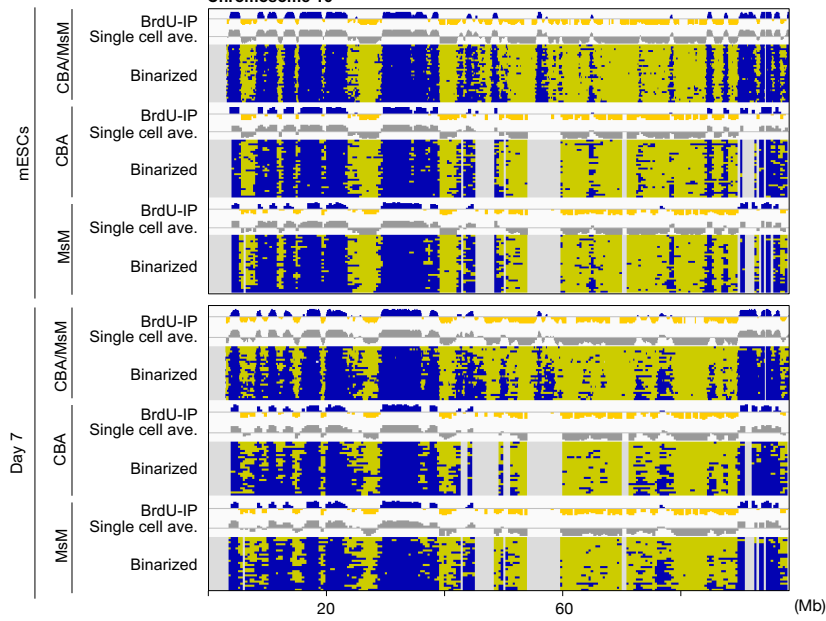 mESCs
CBA/MsM
BrdU-IP
Single cell ave.
Binarized
CBA
BrdU-IP
Single cell ave.
Binarized
MsM
BrdU-IP
Single cell ave.
Binarized
Day 7
CBA/MsM
BrdU-IP
Single cell ave.
Binarized
CBA
BrdU-IP
Single cell ave.
Binarized
MsM
BrdU-IP
Single cell ave.
Binarized
20
60
(Mb)